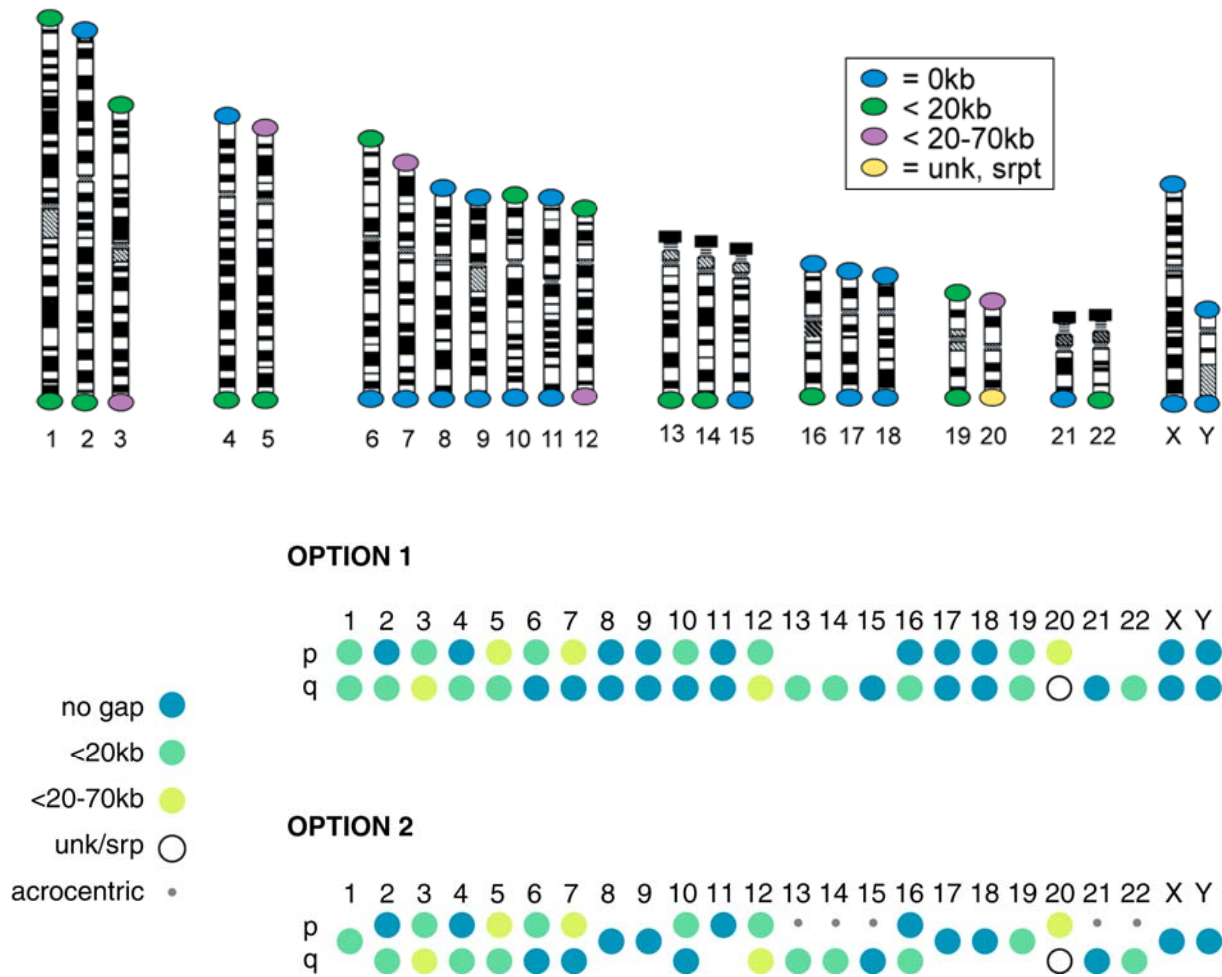 = 0kb
< 20kb
< 20-70kb
= unk, srpt
1 2 3 4 5 6 7 8 9 10 11 12 13 14 15 16 17 18 19 20 21 22 X Y
OPTION 1
1 2 3 4 5 6 7 8 9 10 11 12 13 14 15 16 17 18 19 20 21 22 X Y
p
q
no gap
<20kb
<20-70kb
unk/srp
acrocentric
OPTION 2
1 2 3 4 5 6 7 8 9 10 11 12 13 14 15 16 17 18 19 20 21 22 X Y
p
q